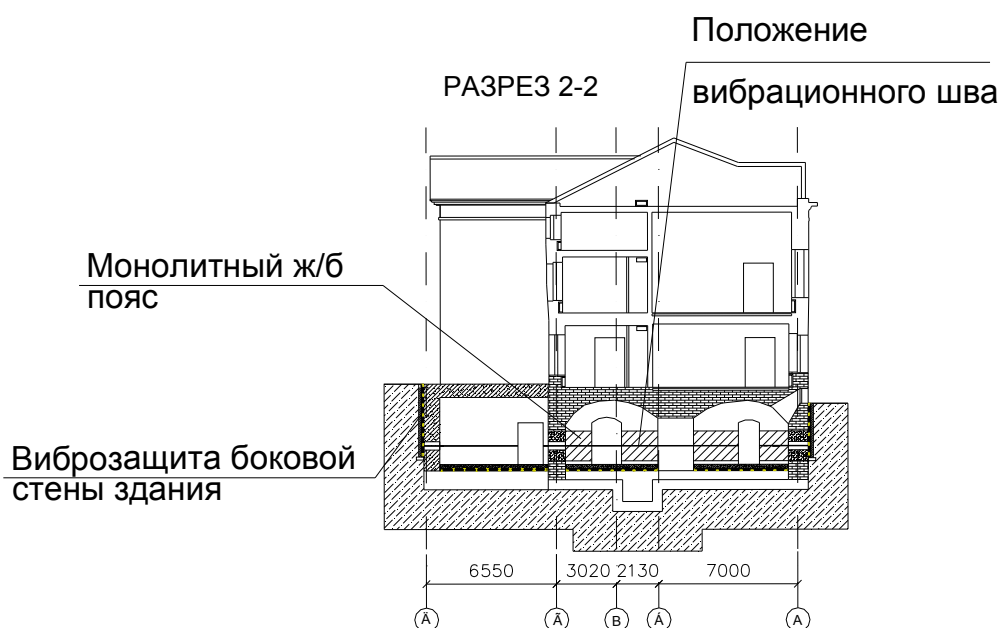 Положение
вибрационного шва
РАЗРЕЗ 2-2
Монолитный ж/б
пояс
Виброзащита боковой
стены здания
6550 3020 2130 7000
Ä Ã В Á А